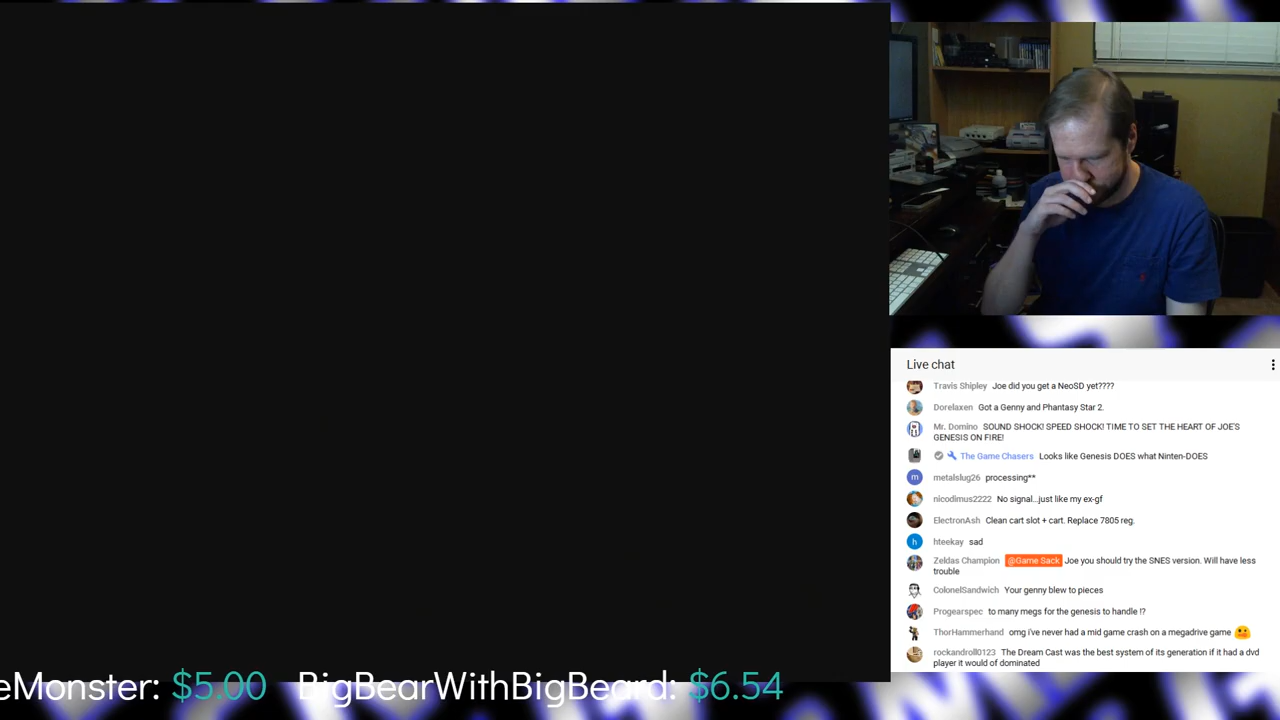 Live chat
Travis Shipley Joe did you get a NeoSD yet????
Dorelaxen Got a Genny and Phantasy Star 2.
Mr. Domino SOUND SHOCK! SPEED SHOCK! TIME TO SET THE HEART OF JOE'S
GENESIS ON FIRE!
The Game Chasers Looks like Genesis DOES what Ninten-DOES
m metalslug26 processing**
nicodimus2222 No signal...just like my ex-gf
ElectronAsh Clean cart slot + cart. Replace 7805 reg.
h hteekay sad
Zeldas Champion @Game Sack Joe you should try the SNES version. Will have less
trouble
ColonelSandwich Your genny blew to pieces
Progearspec to many megs for the genesis to handle !?
ThorHammerhand omg i've never had a mid game crash on a megadrive game
rockandroll0123 The Dream Cast was the best system of its generation if it had a dvd
player it would of dominated
eMonster: $5.00 BigBearWithBigBeard: $6.54